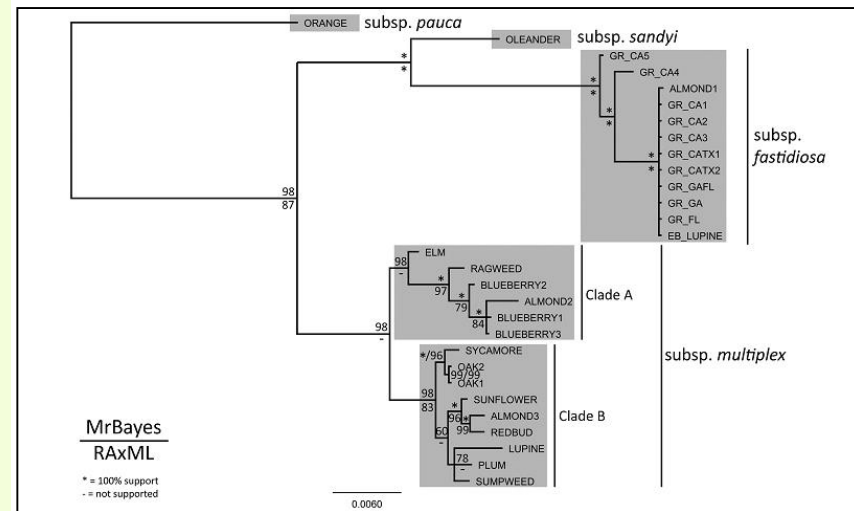 ORANGE
subsp. pauca
OLEANDER
subsp. sandyi
*
*
GR_CA5
*
*
GR_CA4
*
*
ALMOND1
GR_CA1
GR_CA2
GR_CA3
GR_CATX1
*
*
GR_CATX2
GR_GAFL
GR_GA
GR_FL
EB_LUPINE
subsp.
fastidiosa
98
87
ELM
98
-
RAGWEED
*
97
BLUEBERRY2
*
79
ALMOND2
*
84
BLUEBERRY1
BLUEBERRY3
Clade A
98
-
subsp. multiplex
SYCAMORE
*/96
OAK2
99/99
OAK1
98
83
SUNFLOWER
*
96
ALMOND3
*
99
REDBUD
60
-
LUPINE
78
-
PLUM
SUMPWEED
Clade B
MrBayes
RAxML
* = 100% support
- = not supported
0.0060